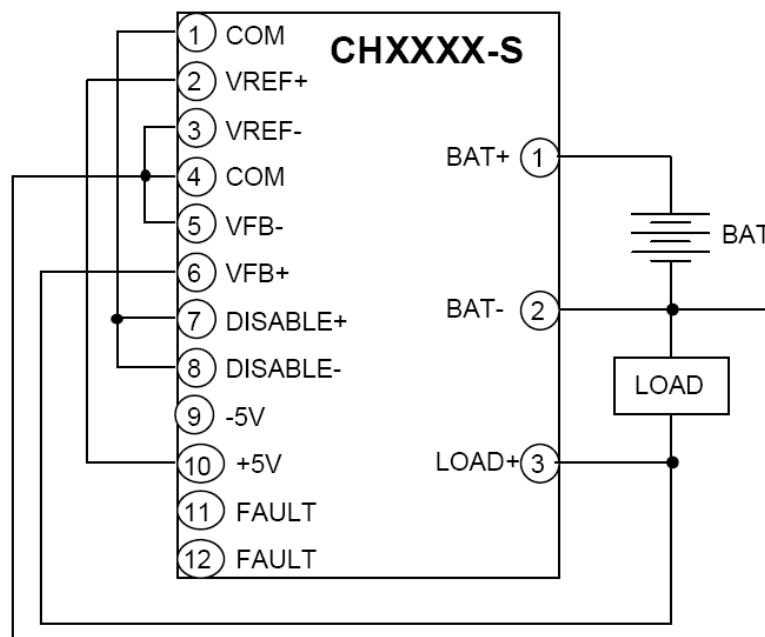 CHXXXX-S
1 COM
2 VREF+
3 VREF-
4 COM
5 VFB-
6 VFB+
7 DISABLE+
8 DISABLE-
9 -5V
10 +5V
11 FAULT
12 FAULT
BAT+ 1
BAT
BAT- 2
LOAD
LOAD+ 3